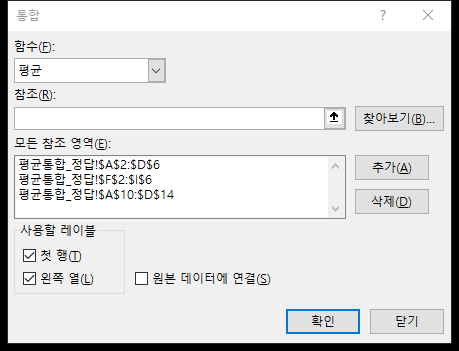 통합
?
함수(F):
평균
참조(R):
찾아보기(B)...
모든 참조 영역(E):
평균통합_정답!$A$2:$D$6
평균통합_정답!$F$2:$I$6
평균통합_정답!$A$10:$D$14
추가(A)
삭제(D)
사용할 레이블
첫 행(T)
왼쪽 열(L)
원본 데이터에 연결(S)
확인
닫기